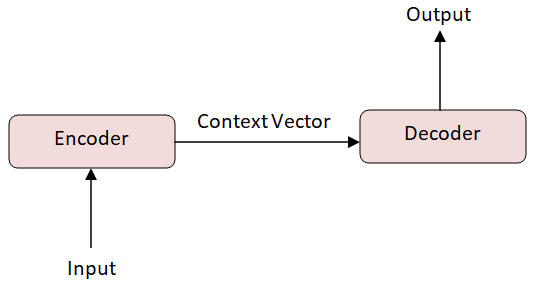 Output
Context Vector
Encoder
Decoder
Input